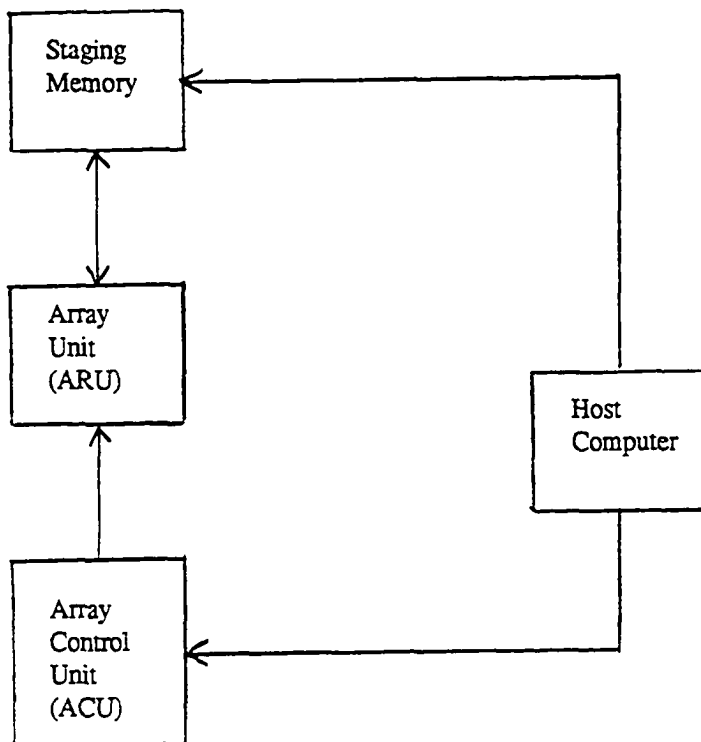 Staging
Memory
Array
Unit
(ARU)
Host
Computer
Array
Control
Unit
(ACU)